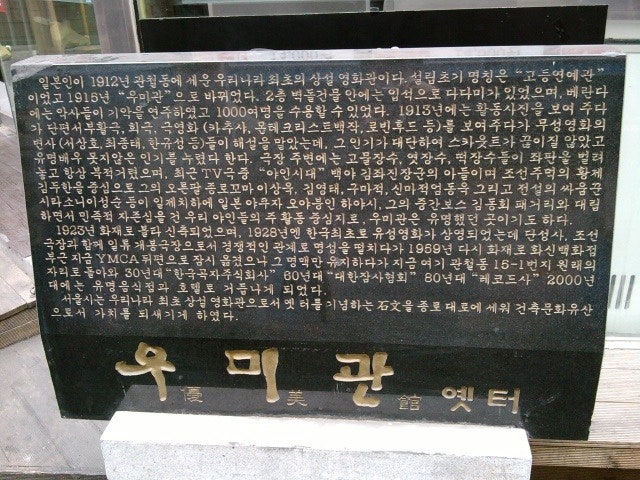 일본인이 1912년 관철동에 세운 우리나라 최초의 상설 영화관이다. 설립초기 명칭은 "고등연예관"
이었고 1915년 "우미관"으로 바뀌었다. 2층 벽돌건물 안에는 일석으로 다다미가 있었으며, 베란다
에는 악사들이 기악을 연주하였고 1000여명을 수용할 수 있었다. 1913년에는 활동사진을 보여 주다
가 단편서부활극, 희극, 연속영화 (카추샤, 몬테크리스트백작, 로빈후드 등)를 보여주다가 무성영화의
변사 (서상호, 최종태, 한규섭 등)들이 해설을 맡았는데, 그 인기가 대단하여 스카웃트가 끊이질 않았고
유명배우 못지않은 인기를 누렸다 한다. 극장 주변에는 고물장수, 엿장수, 떡장수들이 좌판을 벌려
놓고 항상 북적거렸으며, 최근 TV극중 "야인시대" 백야 김좌진장군의 아들이며 조선주먹의 황제
김두한을 중심으로 그의 오른팔 종로꼬마 이상욱, 김영태, 구마적, 신마적엄동욱 그리고 전설의 싸움꾼
시라소니이성순 등이 일제치하에 일본 야쿠자 오야붕인 하야시, 그의 중간보스 김동회 패거리와 대립
하면서 민족적 자존심을 건 우리 야인들의 주 활동 중심지로, 우미관은 유명했던 곳이기도 하다.
1923년 화재로 불타 신축되었으며, 1928년엔 한국최초로 유성영화가 상영되었는데 단성사, 조선
극장과 함께 일류 개봉극장으로서 경쟁적인 관계로 명성을 떨치다가 1959년 다시 화재로 화신백화점
부근 지금 YMCA 뒤편으로 잠시 옮겼으나 그 명맥만 유지하다가 지금 여기 관철동 15-1번지 원래의
자리로 돌아와 30년대 "한국곡자주식회사" 60년대 "대한잡사협회" 80년대 "레코드사" 2000년
대에는 유명음식점과 호텔로 거듭나게 되었다.
서울시는 우리나라 최초 상설 영화관으로서 옛 터를 기념하는 石文을 종로 대로에 세워 건축문화유산
으로서 가치를 되새기게 하였다.
우미관 옛터
優 美 館